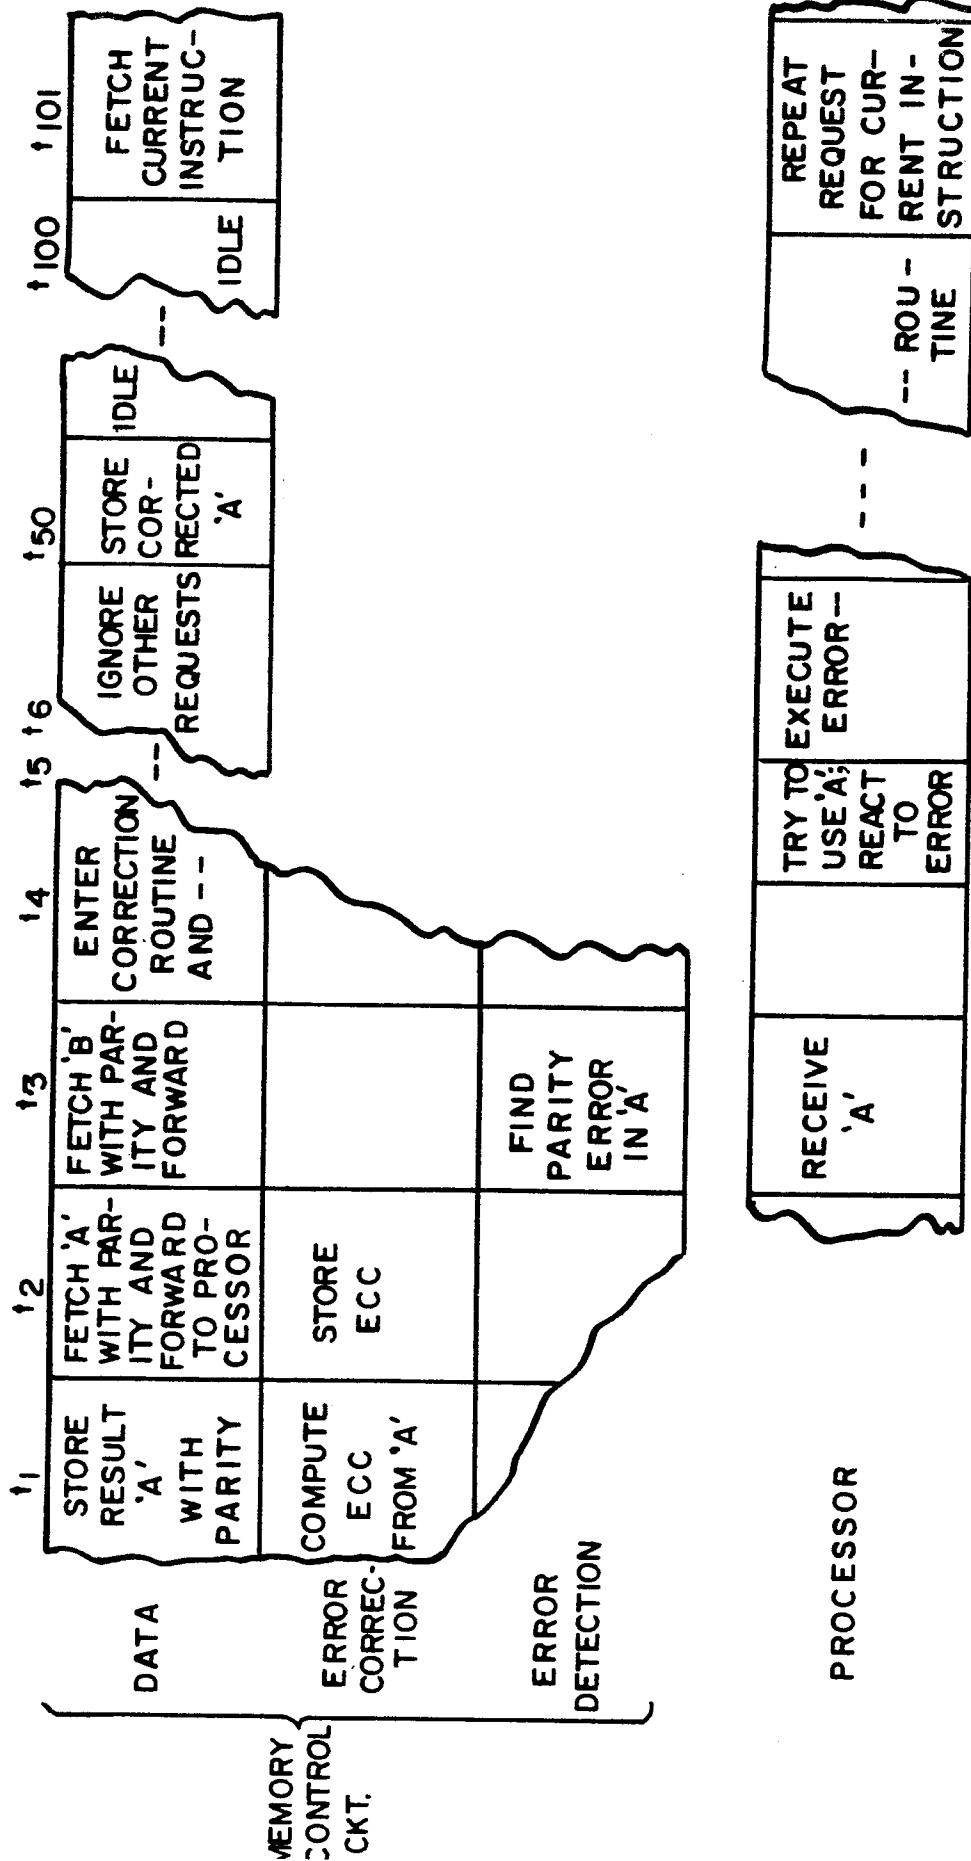 t1
t2
t3
t4
t5
t6
t50
t100
t101
MEMORY
CONTROL
CKT.
DATA
STORE
RESULT
'A'
WITH
PARITY
FETCH 'A'
WITH PAR-
ITY AND
FORWARD
TO PRO-
CESSOR
FETCH 'B'
WITH PAR-
ITY AND
FORWARD
ENTER
CORRECTION
ROUTINE
AND --
--
IGNORE
OTHER
REQUESTS
STORE
COR-
RECTED
'A'
IDLE
--
IDLE
FETCH
CURRENT
INSTRUC-
TION
ERROR
CORREC-
TION
COMPUTE
ECC
FROM 'A'
STORE
ECC
ERROR
DETECTION
FIND
PARITY
ERROR
IN 'A'
PROCESSOR
RECEIVE
'A'
TRY TO
USE 'A';
REACT
TO
ERROR
EXECUTE
ERROR--
----
-- ROU-
TINE
REPEAT
REQUEST
FOR CUR-
RENT IN-
STRUCTION